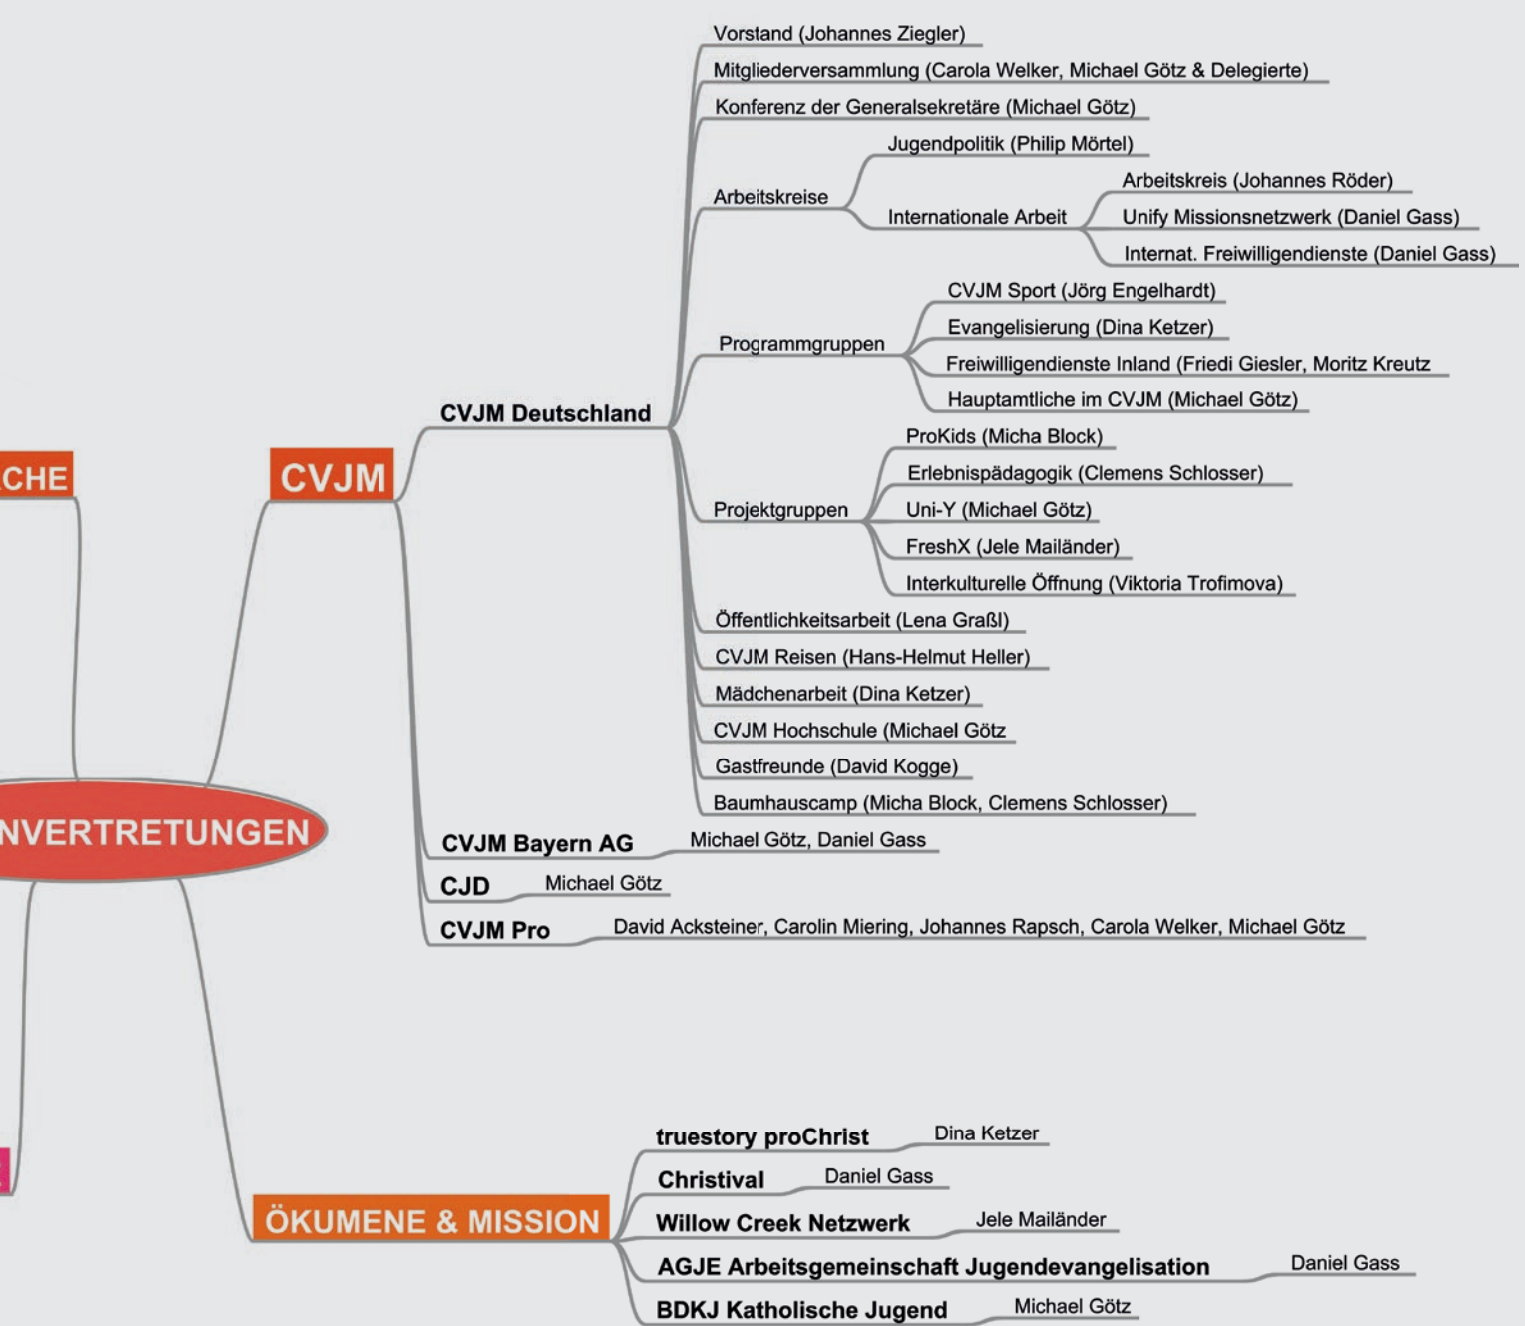 Vorstand (Johannes Ziegler)
Mitgliederversammlung (Carola Welker, Michael Götz & Delegierte)
Konferenz der Generalsekretäre (Michael Götz)
Jugendpolitik (Philip Mörtel)
Arbeitskreise
Arbeitskreis (Johannes Röder)
Internationale Arbeit
Unify Missionsnetzwerk (Daniel Gass)
Internat. Freiwilligendienste (Daniel Gass)
CVJM Sport (Jörg Engelhardt)
Evangelisierung (Dina Ketzer)
Programmgruppen
Freiwilligendienste Inland (Friedi Giesler, Moritz Kreutz
Hauptamtliche im CVJM (Michael Götz)
CVJM Deutschland
ProKids (Micha Block)
Erlebnispädagogik (Clemens Schlosser)
Projektgruppen
Uni-Y (Michael Götz)
FreshX (Jele Mailänder)
Interkulturelle Öffnung (Viktoria Trofimova)
CHE
CVJM
Öffentlichkeitsarbeit (Lena Graßl)
CVJM Reisen (Hans-Helmut Heller)
Mädchenarbeit (Dina Ketzer)
CVJM Hochschule (Michael Götz
Gastfreunde (David Kogge)
Baumhauscamp (Micha Block, Clemens Schlosser)
NVERTRETUNGEN
CVJM Bayern AG Michael Götz, Daniel Gass
CJD Michael Götz
CVJM Pro David Acksteiner, Carolin Miering, Johannes Rapsch, Carola Welker, Michael Götz
truestory proChrist Dina Ketzer
Christival Daniel Gass
ÖKUMENE & MISSION
Willow Creek Netzwerk Jele Mailänder
AGJE Arbeitsgemeinschaft Jugendevangelisation Daniel Gass
BDKJ Katholische Jugend Michael Götz